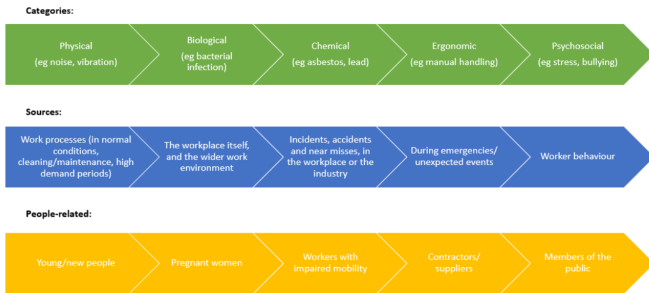 Categories:
Physical
(eg noise, vibration)
Biological
(eg bacterial
infection)
Chemical
(eg asbestos, lead)
Ergonomic
(eg manual handling)
Psychosocial
(eg stress, bullying)
Sources:
Work processes (in normal
conditions,
cleaning/maintenance, high
demand periods)
The workplace itself,
and the wider work
environment
Incidents, accidents
and near misses, in
the workplace or the
industry
During emergencies/
unexpected events
Worker behaviour
People-related:
Young/new people
Pregnant women
Workers with
impaired mobility
Contractors/
suppliers
Members of the
public